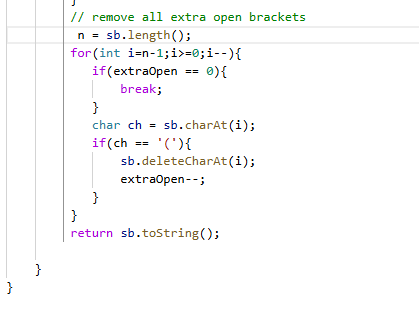 }
// remove all extra open brackets
n = sb.length();
for(int i=n-1;i>=0;i--){
if(extraOpen == 0){
break;
}
char ch = sb.charAt(i);
if(ch == '('){
sb.deleteCharAt(i);
extraOpen--;
}
}
return sb.toString();
}
}